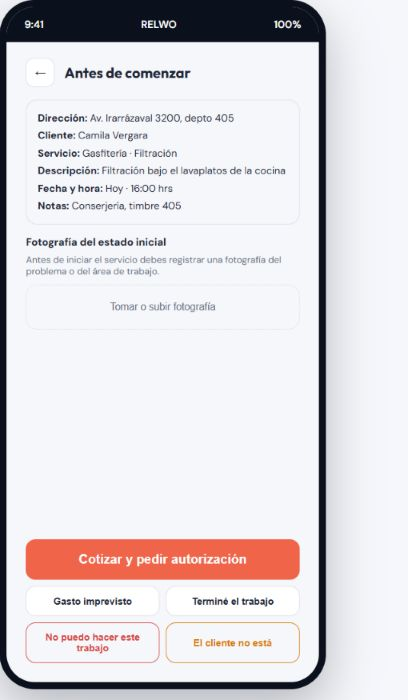 9:41 RELWO 100%
← Antes de comenzar
Dirección: Av. Irarrázaval 3200, depto 405
Cliente: Camila Vergara
Servicio: Gasfitería · Filtración
Descripción: Filtración bajo el lavaplatos de la cocina
Fecha y hora: Hoy · 16:00 hrs
Notas: Conserjería, timbre 405
Fotografía del estado inicial
Antes de iniciar el servicio debes registrar una fotografía del
problema o del área de trabajo.
Tomar o subir fotografía
Cotizar y pedir autorización
Gasto imprevisto
Terminé el trabajo
No puedo hacer este
trabajo
El cliente no está